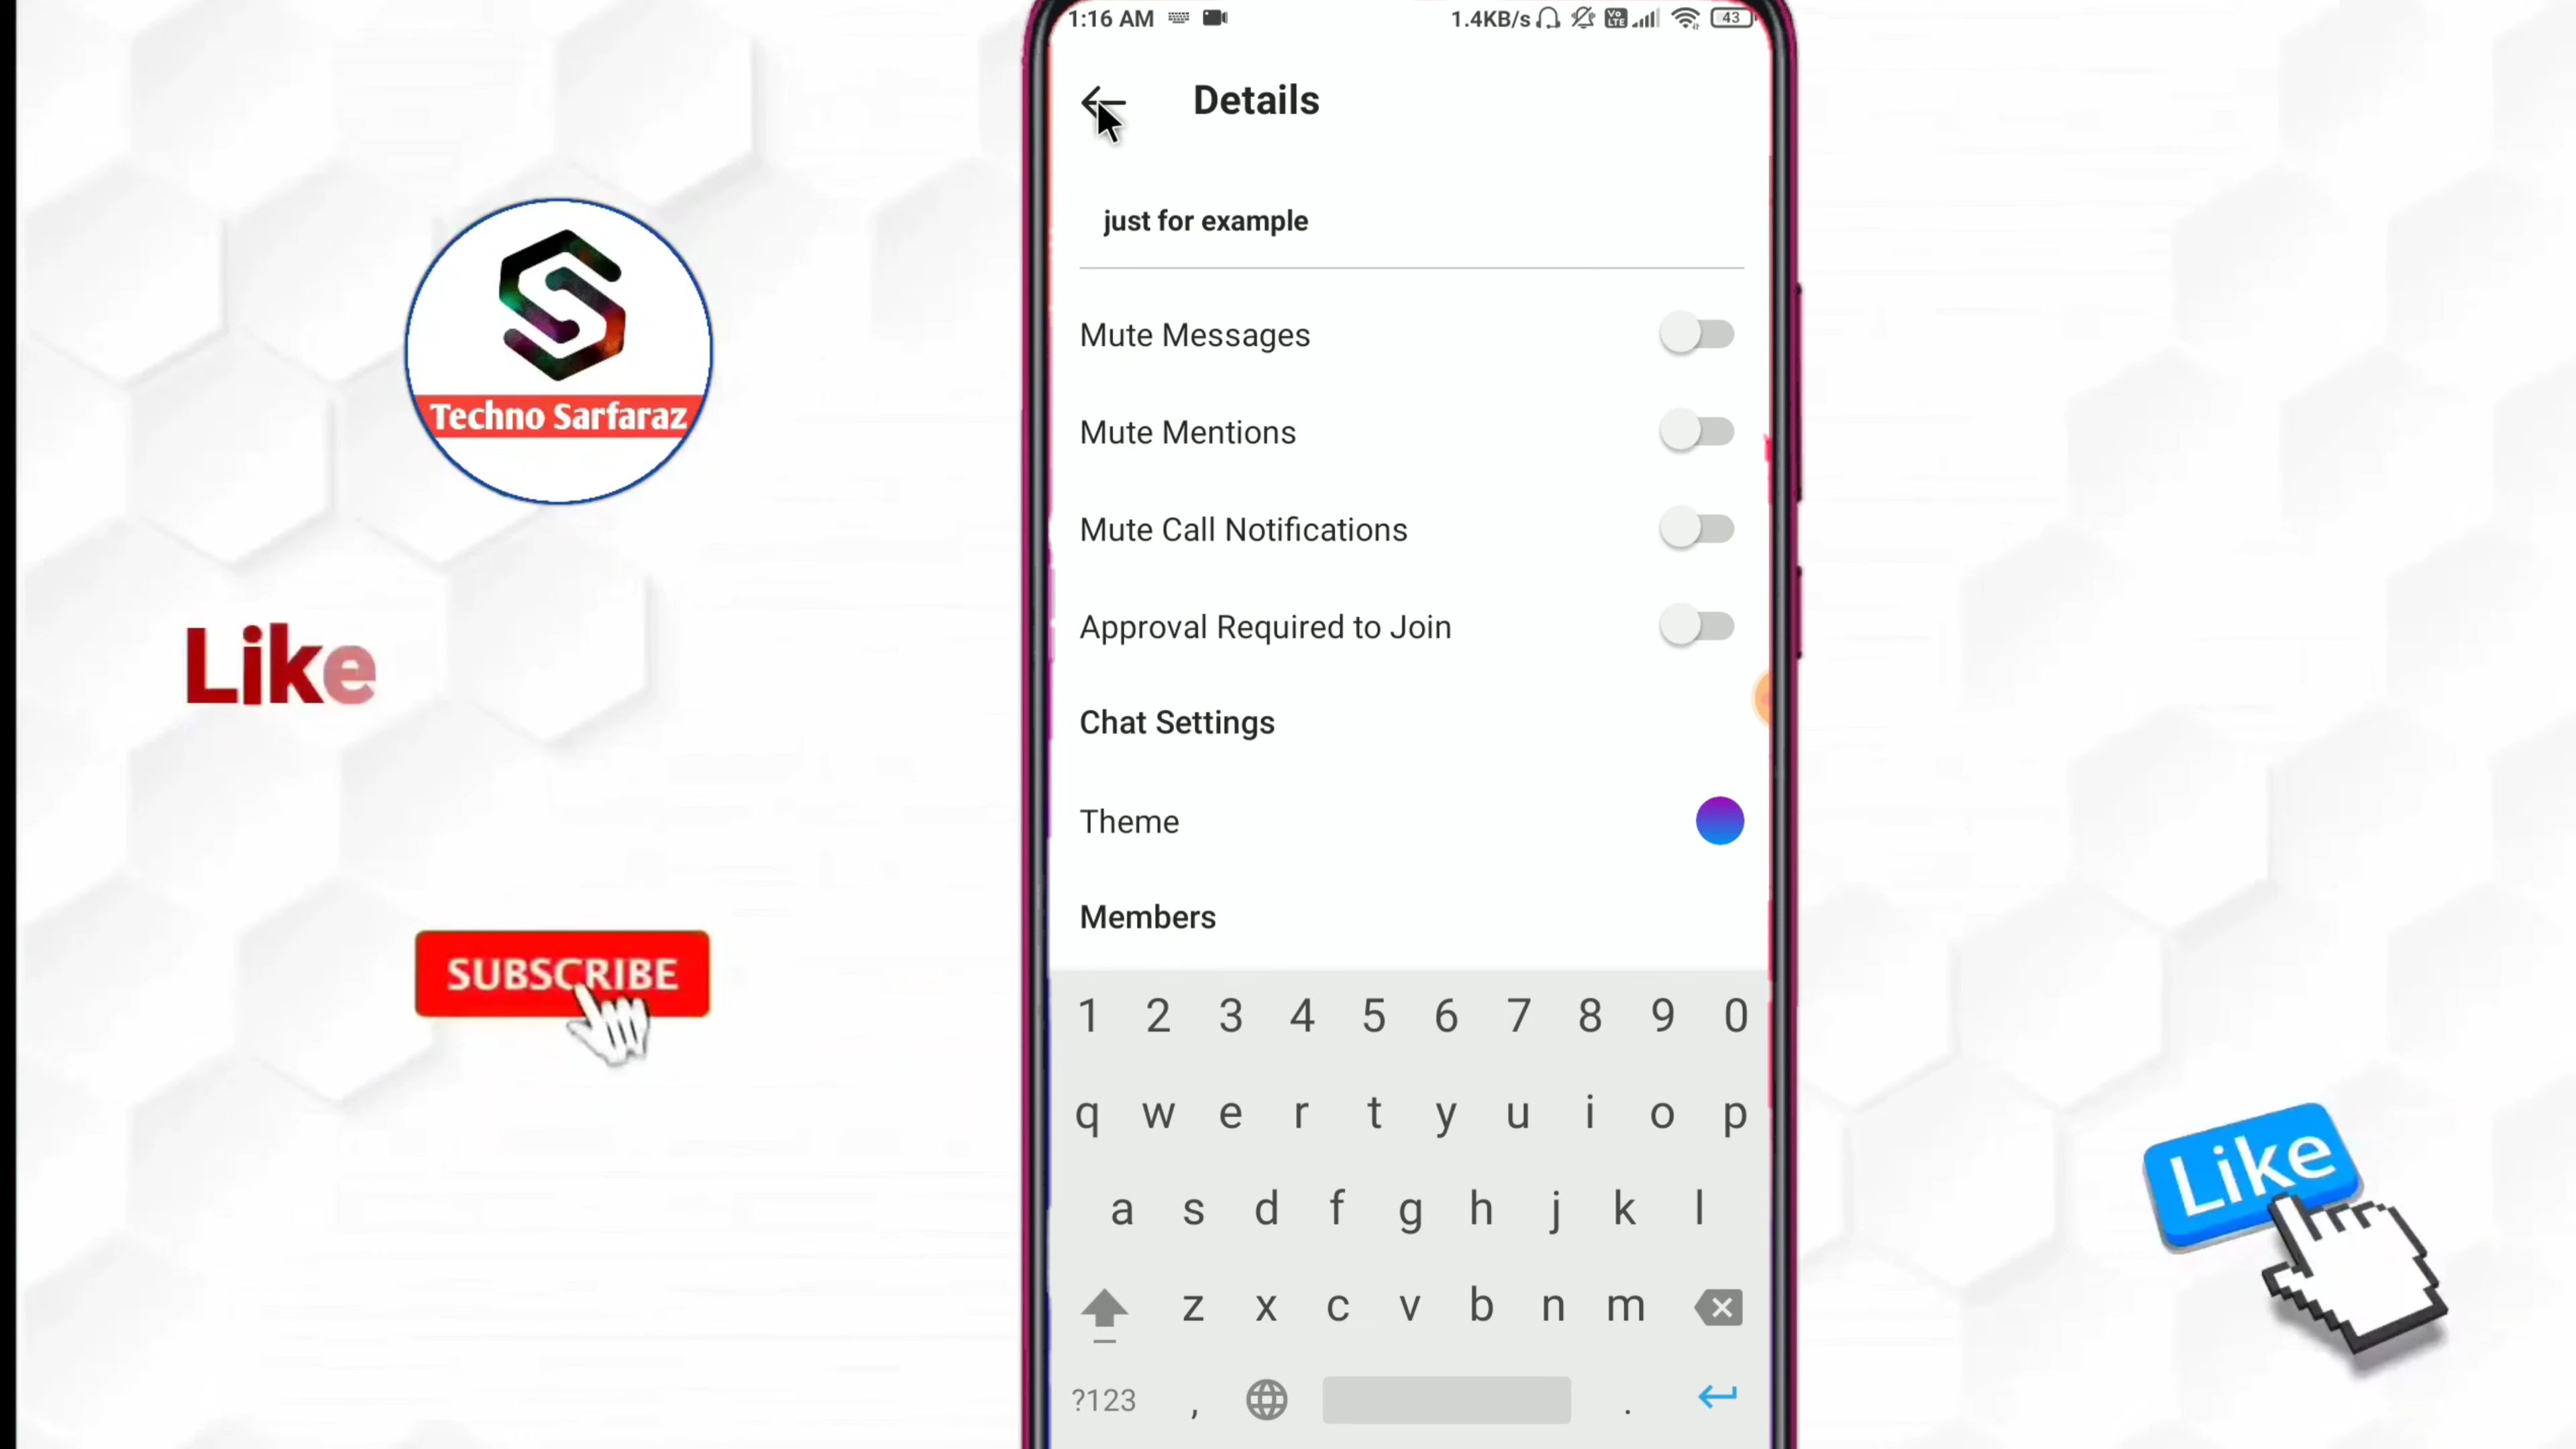 1:16 AM
1.4KB/s
Vo
LTE
43
Details
just for example
Mute Messages
Mute Mentions
Mute Call Notifications
Approval Required to Join
Chat Settings
Theme
Members
1 2 3 4 5 6 7 8 9 0
q w e r t y u i o p
a s d f g h j k l
z x c v b n m
?123 , .
Techno Sarfaraz
Like
SUBSCRIBE
Like